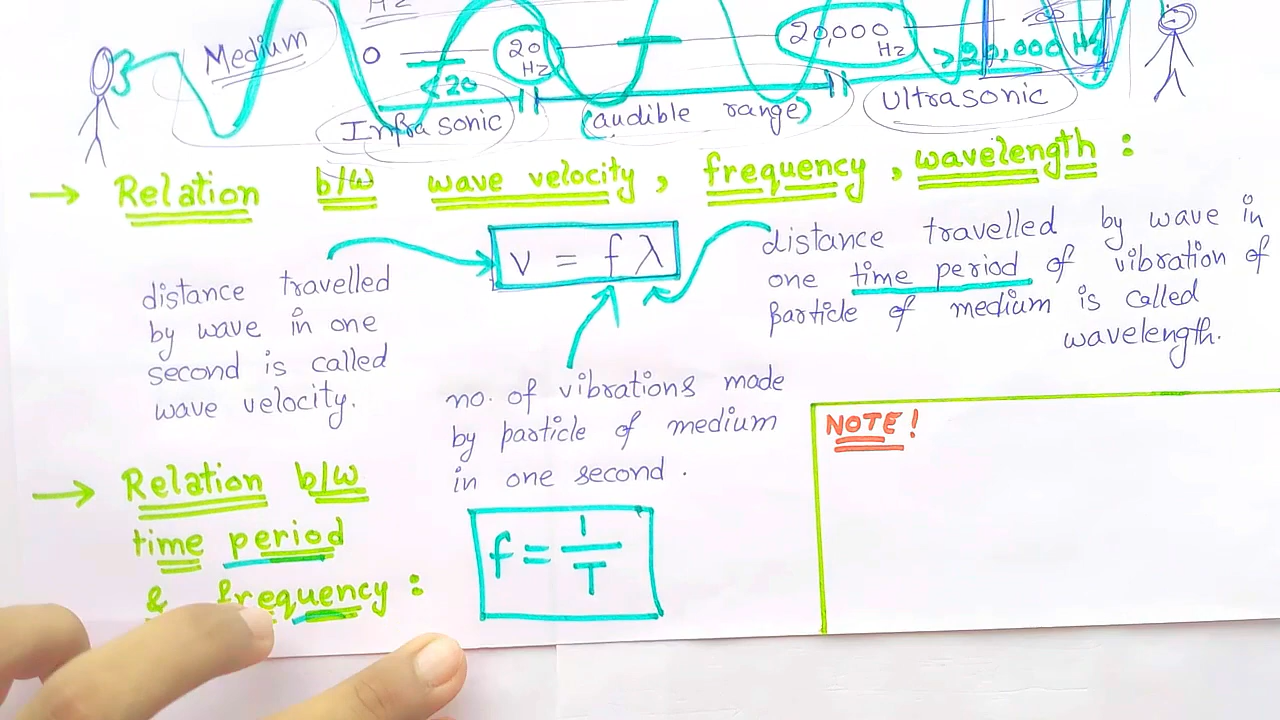 Hz
Medium
0
20
Hz
20,000
Hz
∞
<20
>20,000 Hz
Infrasonic
(audible range)
Ultrasonic
→ Relation b/w wave velocity, frequency, wavelength:
v = f λ
distance travelled
by wave in one
second is called
wave velocity.
distance travelled by wave in
one time period of vibration of
particle of medium is called
wavelength.
no. of vibrations made
by particle of medium
in one second.
NOTE!
→ Relation b/w
time period
& frequency:
f = 1/T